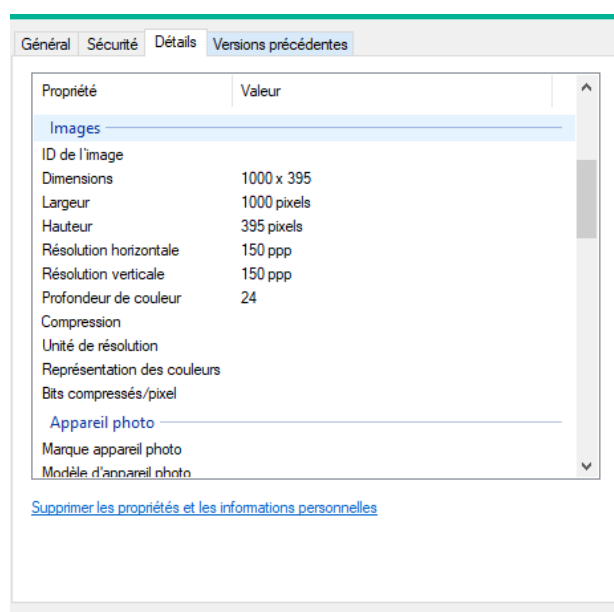 Général Sécurité Détails Versions précédentes
Propriété Valeur
Images
ID de l'image
Dimensions 1000 x 395
Largeur 1000 pixels
Hauteur 395 pixels
Résolution horizontale 150 ppp
Résolution verticale 150 ppp
Profondeur de couleur 24
Compression
Unité de résolution
Représentation des couleurs
Bits compressés/pixel
Appareil photo
Marque appareil photo
Modèle d'appareil photo
Supprimer les propriétés et les informations personnelles